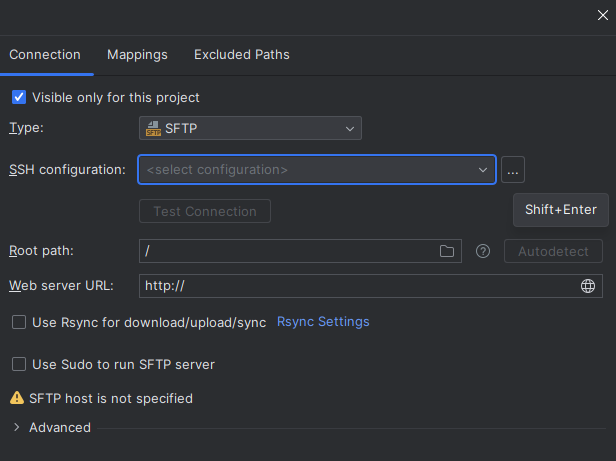 Connection Mappings Excluded Paths
Visible only for this project
Type: SFTP SFTP
SSH configuration: <select configuration> ...
Test Connection
Shift+Enter
Root path: / ? Autodetect
Web server URL: http://
Use Rsync for download/upload/sync Rsync Settings
Use Sudo to run SFTP server
SFTP host is not specified
Advanced